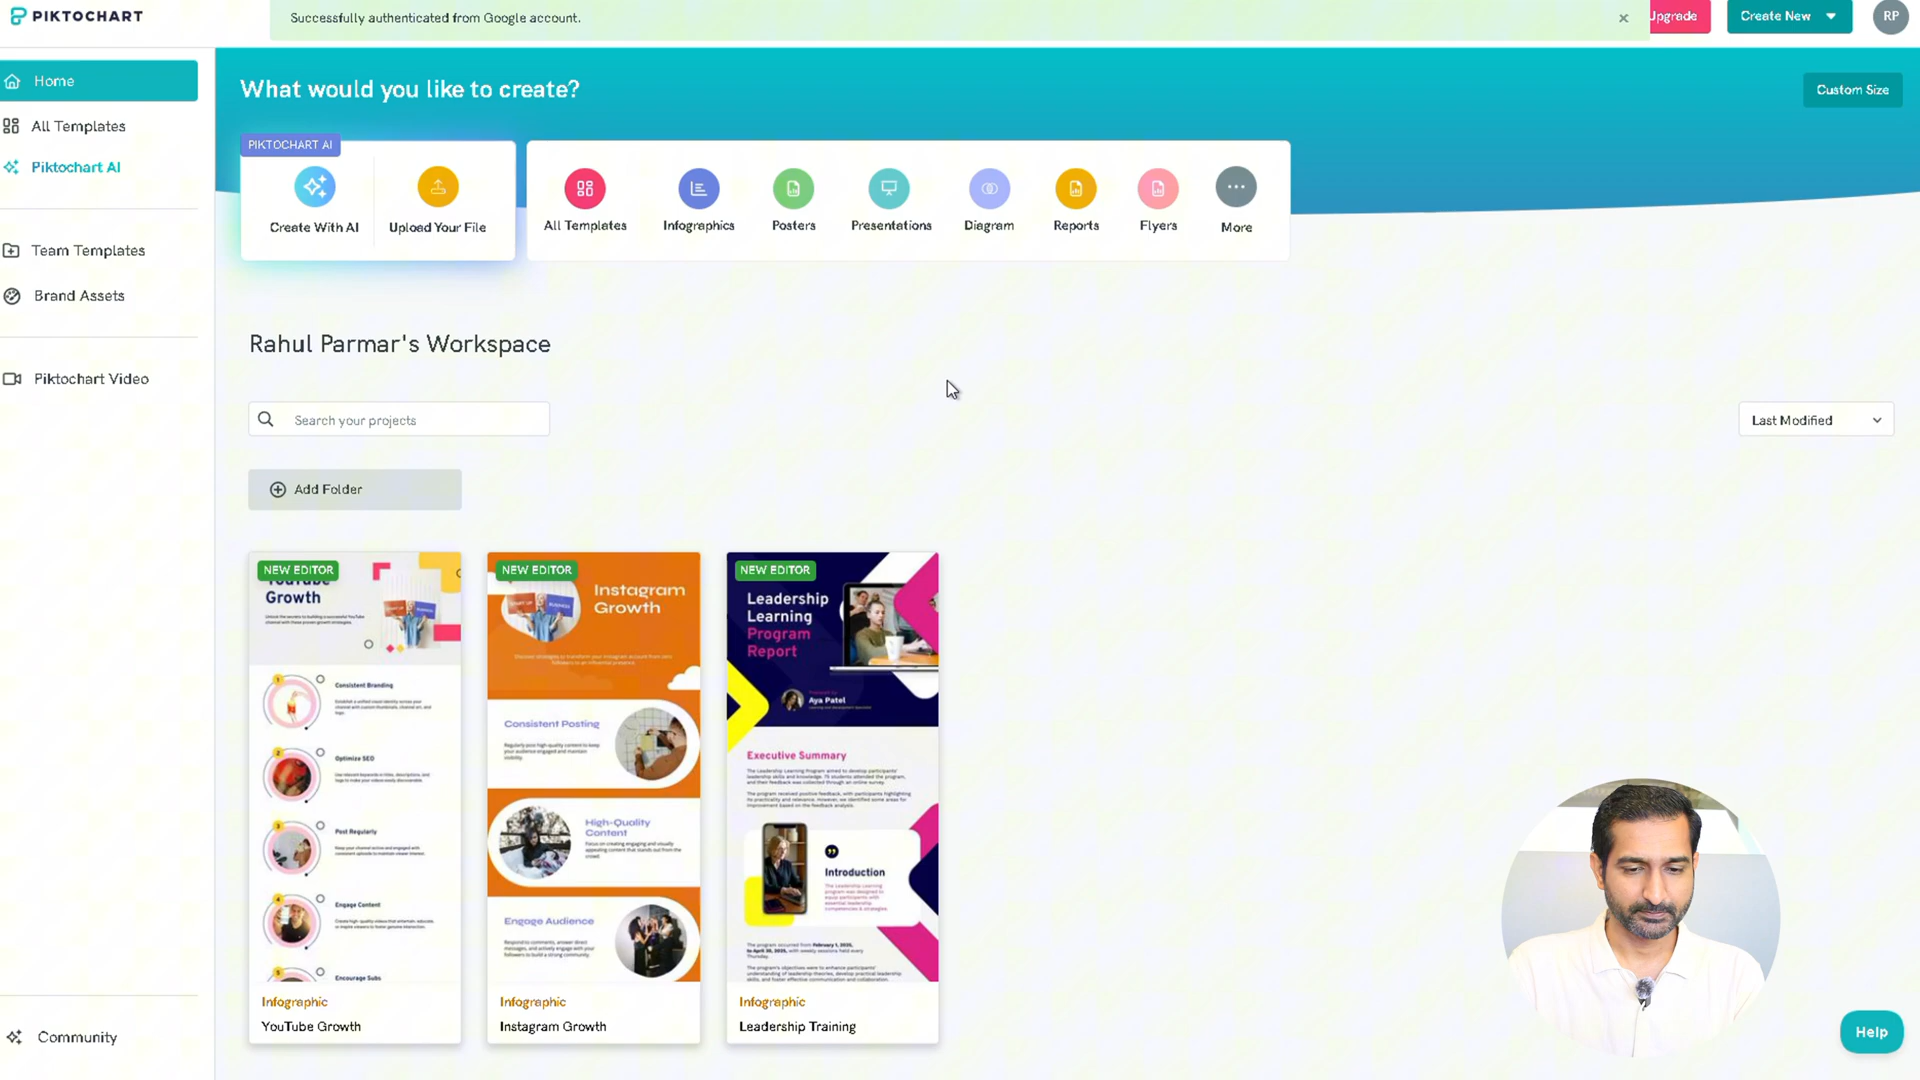 PIKTOCHART
Successfully authenticated from Google account.
Upgrade
Create New
RP
Home
All Templates
Piktochart AI
Team Templates
Brand Assets
Piktochart Video
Community
What would you like to create?
Custom Size
PIKTOCHART AI
Create With AI
Upload Your File
All Templates
Infographics
Posters
Presentations
Diagram
Reports
Flyers
More
Rahul Parmar's Workspace
Search your projects
Last Modified
Add Folder
NEW EDITOR
YouTube
Growth
Consistent Branding
Optimize SEO
Post Regularly
Engage Content
Encourage Subs
Infographic
YouTube Growth
NEW EDITOR
Instagram
Growth
Consistent Posting
High-Quality
Content
Engage Audience
Infographic
Instagram Growth
NEW EDITOR
Leadership
Learning
Program
Report
Aya Patel
Executive Summary
Introduction
Infographic
Leadership Training
Help